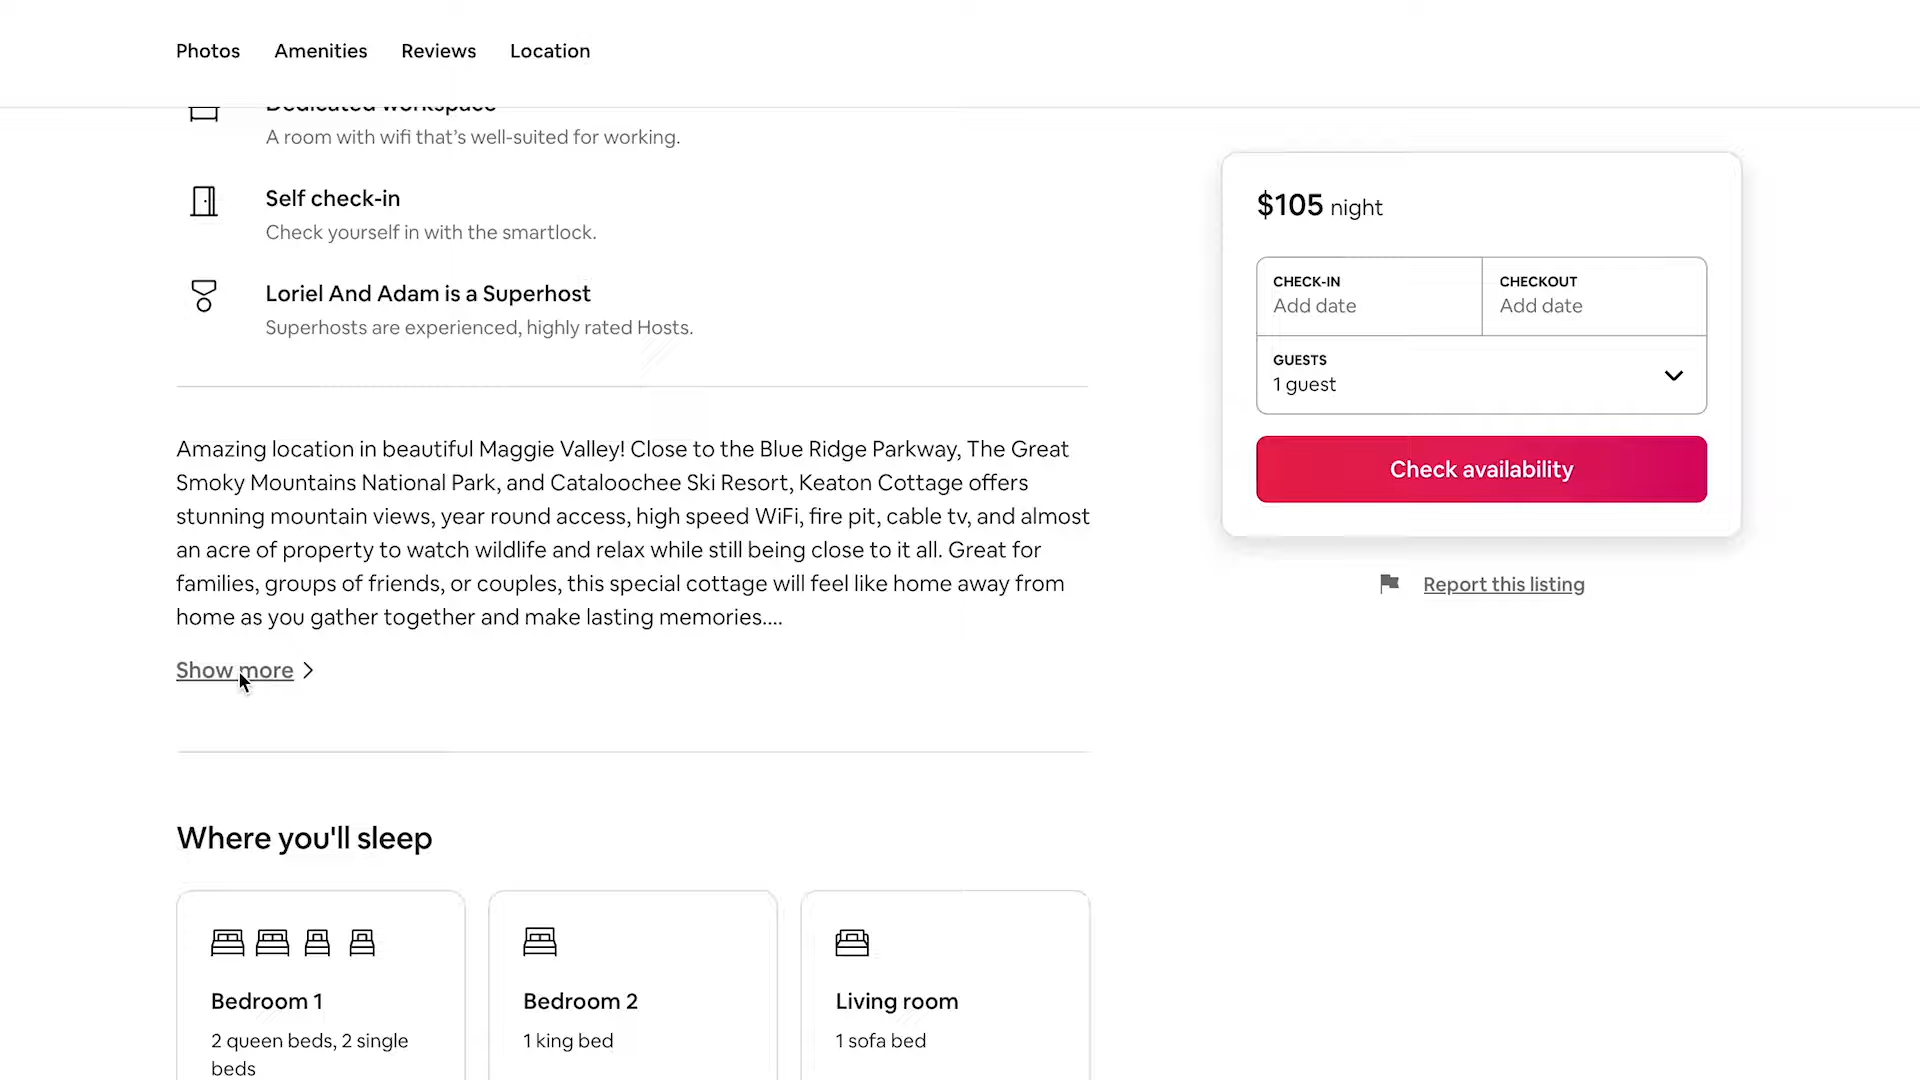 Photos Amenities Reviews Location
Dedicated workspace
A room with wifi that’s well-suited for working.
Self check-in
Check yourself in with the smartlock.
Loriel And Adam is a Superhost
Superhosts are experienced, highly rated Hosts.
Amazing location in beautiful Maggie Valley! Close to the Blue Ridge Parkway, The Great
Smoky Mountains National Park, and Cataloochee Ski Resort, Keaton Cottage offers
stunning mountain views, year round access, high speed WiFi, fire pit, cable tv, and almost
an acre of property to watch wildlife and relax while still being close to it all. Great for
families, groups of friends, or couples, this special cottage will feel like home away from
home as you gather together and make lasting memories....
Show more
Where you'll sleep
Bedroom 1
2 queen beds, 2 single
beds
Bedroom 2
1 king bed
Living room
1 sofa bed
$105 night
CHECK-IN
Add date
CHECKOUT
Add date
GUESTS
1 guest
Check availability
Report this listing